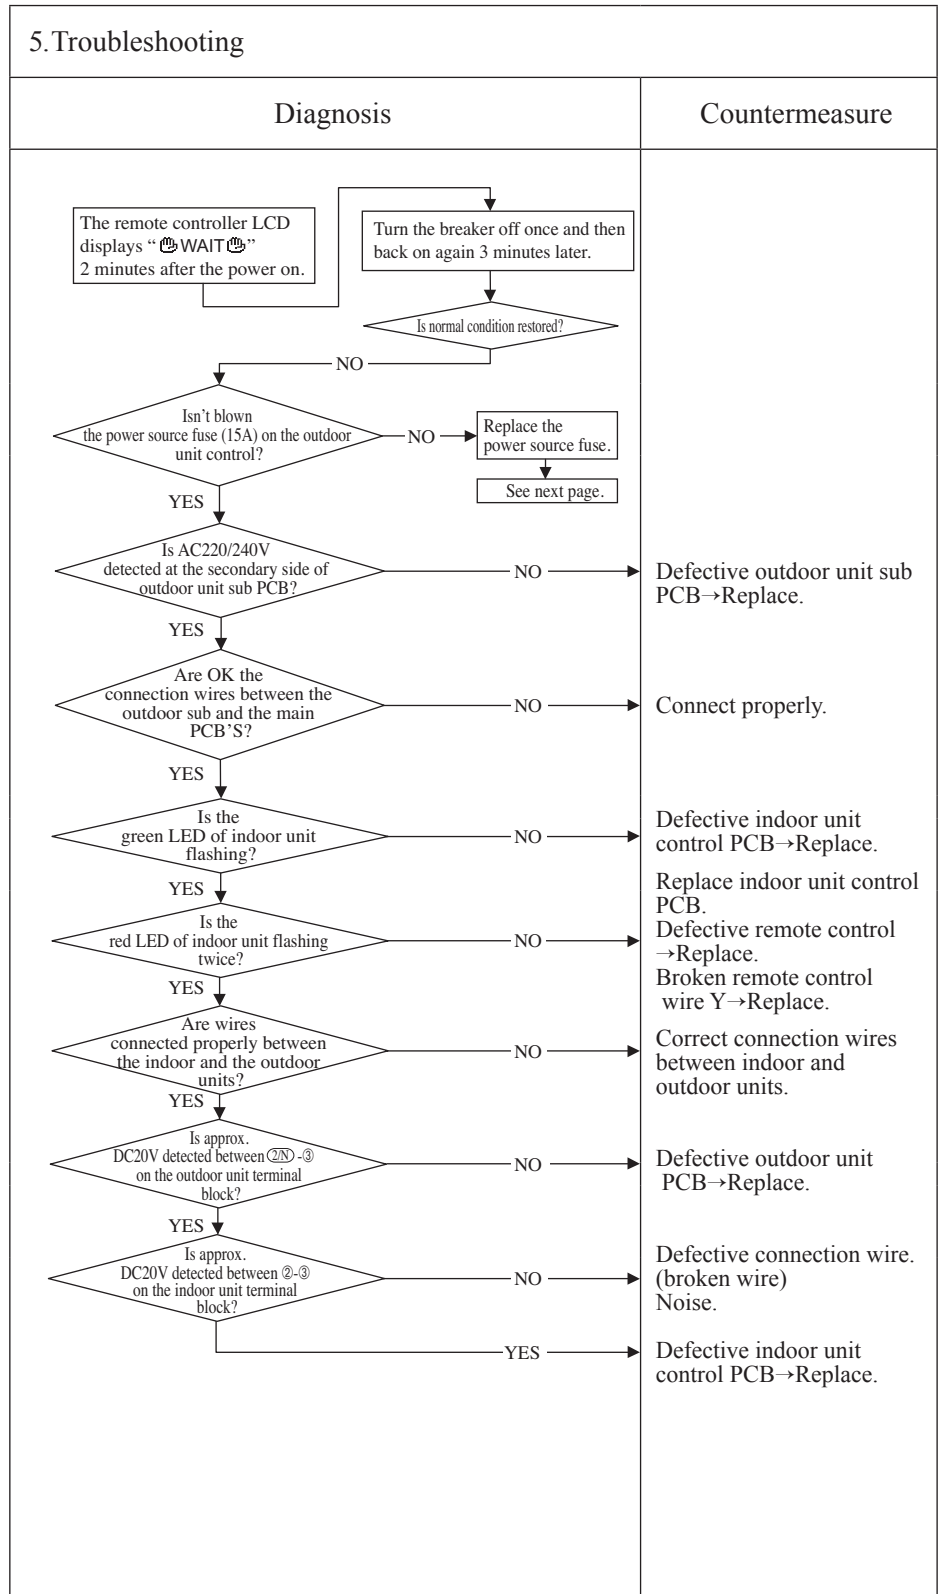 5.Troubleshooting
Diagnosis
Countermeasure
The remote controller LCD
displays “ WAIT ”
2 minutes after the power on.
Turn the breaker off once and then
back on again 3 minutes later.
Is normal condition restored?
NO
Isn’t blown
the power source fuse (15A) on the outdoor
unit control?
NO
Replace the
power source fuse.
See next page.
YES
Is AC220/240V
detected at the secondary side of
outdoor unit sub PCB?
NO
Defective outdoor unit sub
PCB→Replace.
YES
Are OK the
connection wires between the
outdoor sub and the main
PCB’S?
NO
Connect properly.
YES
Is the
green LED of indoor unit
flashing?
NO
Defective indoor unit
control PCB→Replace.
YES
Is the
red LED of indoor unit flashing
twice?
NO
Replace indoor unit control
PCB.
Defective remote control
→Replace.
Broken remote control
wire Y→Replace.
YES
Are wires
connected properly between
the indoor and the outdoor
units?
NO
Correct connection wires
between indoor and
outdoor units.
YES
Is approx.
DC20V detected between 2/N -③
on the outdoor unit terminal
block?
NO
Defective outdoor unit
PCB→Replace.
YES
Is approx.
DC20V detected between ②-③
on the indoor unit terminal
block?
NO
Defective connection wire.
(broken wire)
Noise.
YES
Defective indoor unit
control PCB→Replace.